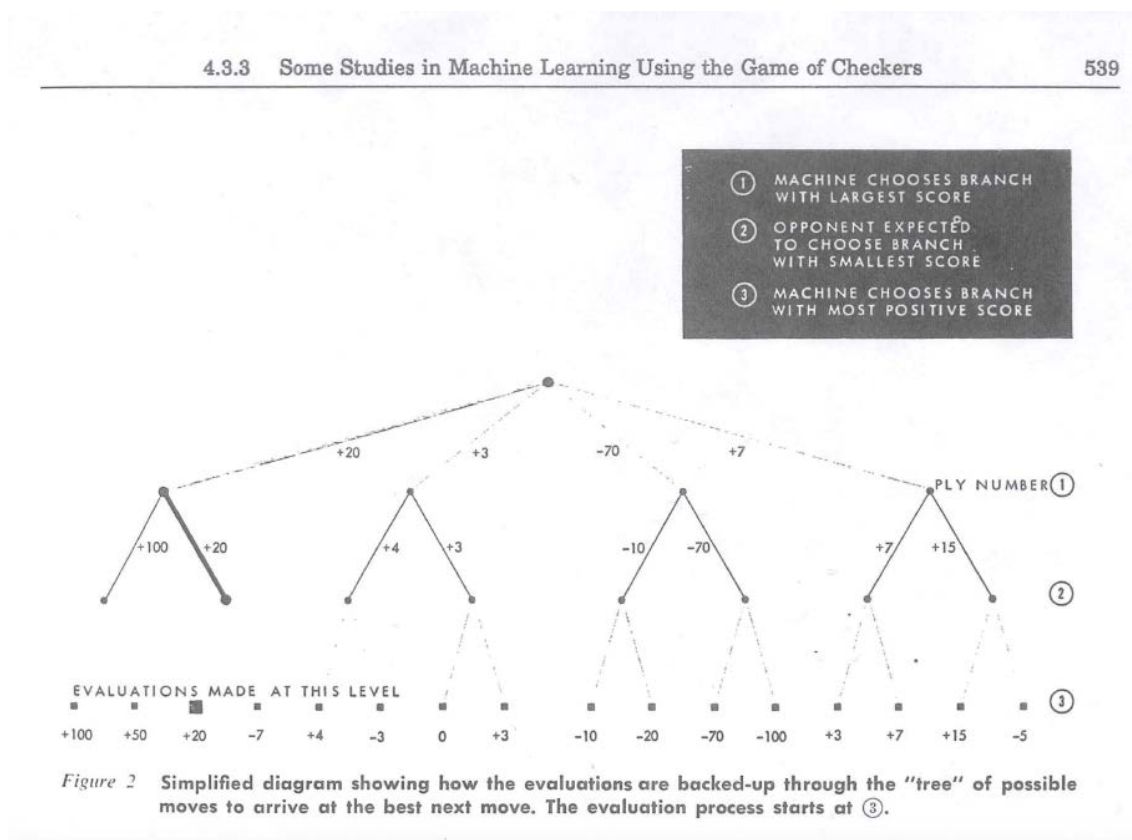 4.3.3 Some Studies in Machine Learning Using the Game of Checkers 539
① MACHINE CHOOSES BRANCH
WITH LARGEST SCORE
② OPPONENT EXPECTED
TO CHOOSE BRANCH
WITH SMALLEST SCORE
③ MACHINE CHOOSES BRANCH
WITH MOST POSITIVE SCORE
+20 +3 -70 +7
PLY NUMBER ①
+100 +20 +4 +3 -10 -70 +7 +15
②
EVALUATIONS MADE AT THIS LEVEL
③
+100 +50 +20 -7 +4 -3 0 +3 -10 -20 -70 -100 +3 +7 +15 -5
Figure 2 Simplified diagram showing how the evaluations are backed-up through the "tree" of possible
moves to arrive at the best next move. The evaluation process starts at ③.